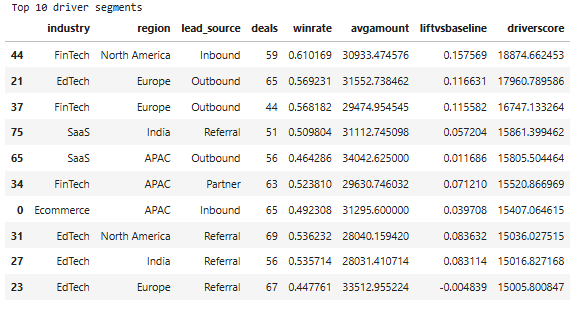 Top 10 driver segments
industry region lead_source deals winrate avgamount liftvsbaseline driverscore
44 FinTech North America Inbound 59 0.610169 30933.474576 0.157569 18874.662453
21 EdTech Europe Outbound 65 0.569231 31552.738462 0.116631 17960.789586
37 FinTech Europe Outbound 44 0.568182 29474.954545 0.115582 16747.133264
75 SaaS India Referral 51 0.509804 31112.745098 0.057204 15861.399462
65 SaaS APAC Outbound 56 0.464286 34042.625000 0.011686 15805.504464
34 FinTech APAC Partner 63 0.523810 29630.746032 0.071210 15520.866969
0 Ecommerce APAC Inbound 65 0.492308 31295.600000 0.039708 15407.064615
31 EdTech North America Referral 69 0.536232 28040.159420 0.083632 15036.027515
27 EdTech India Referral 56 0.535714 28031.410714 0.083114 15016.827168
23 EdTech Europe Referral 67 0.447761 33512.955224 -0.004839 15005.800847